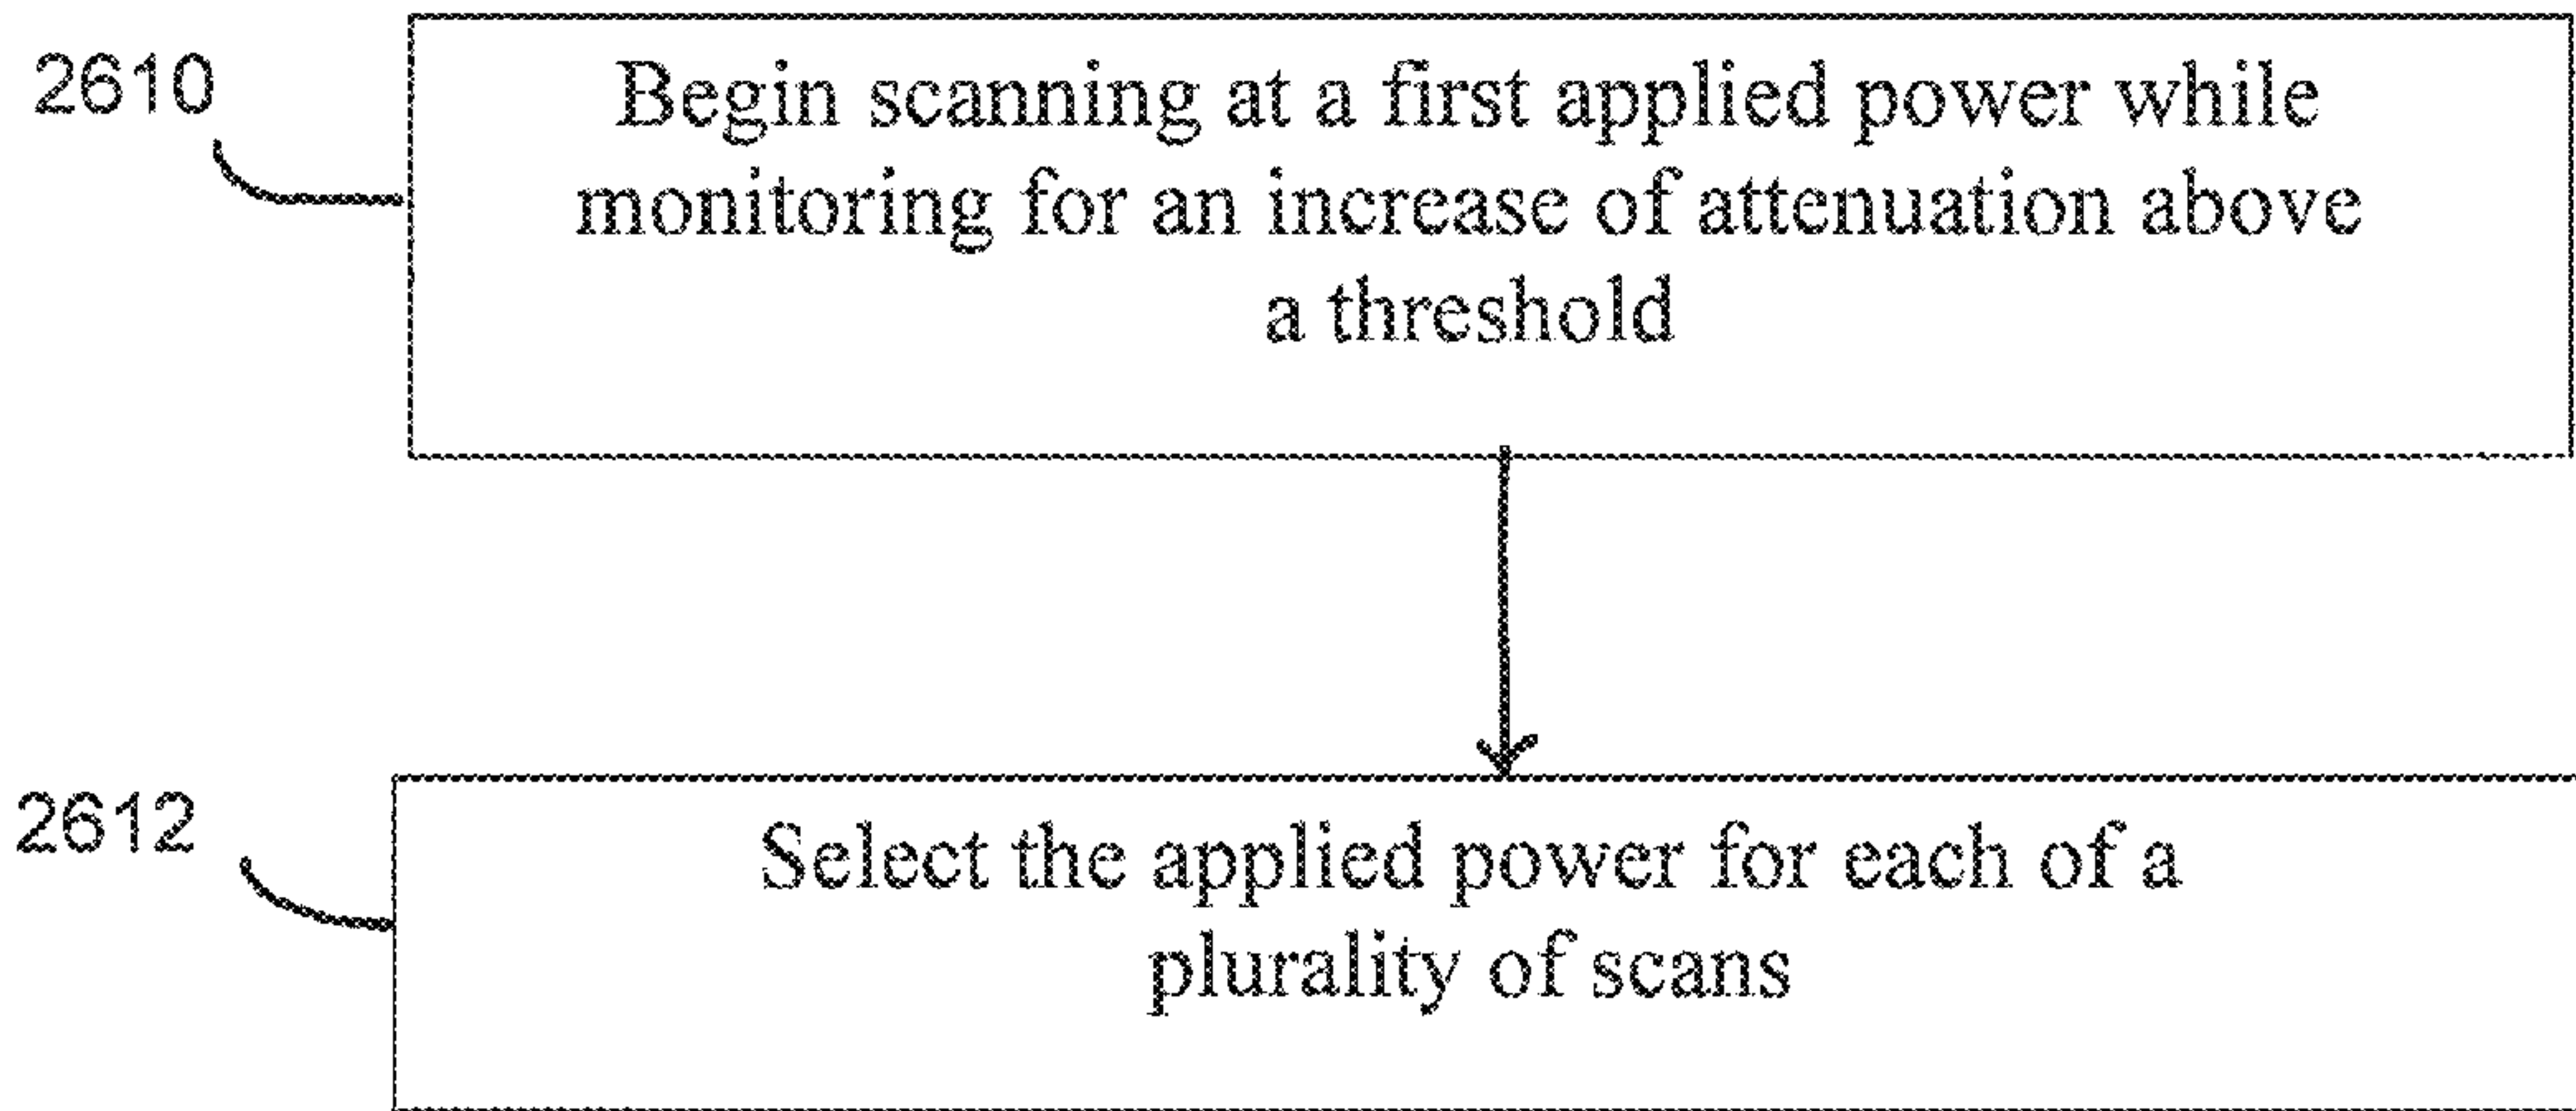 2610
Begin scanning at a first applied power while
monitoring for an increase of attenuation above
a threshold
2612
Select the applied power for each of a
plurality of scans